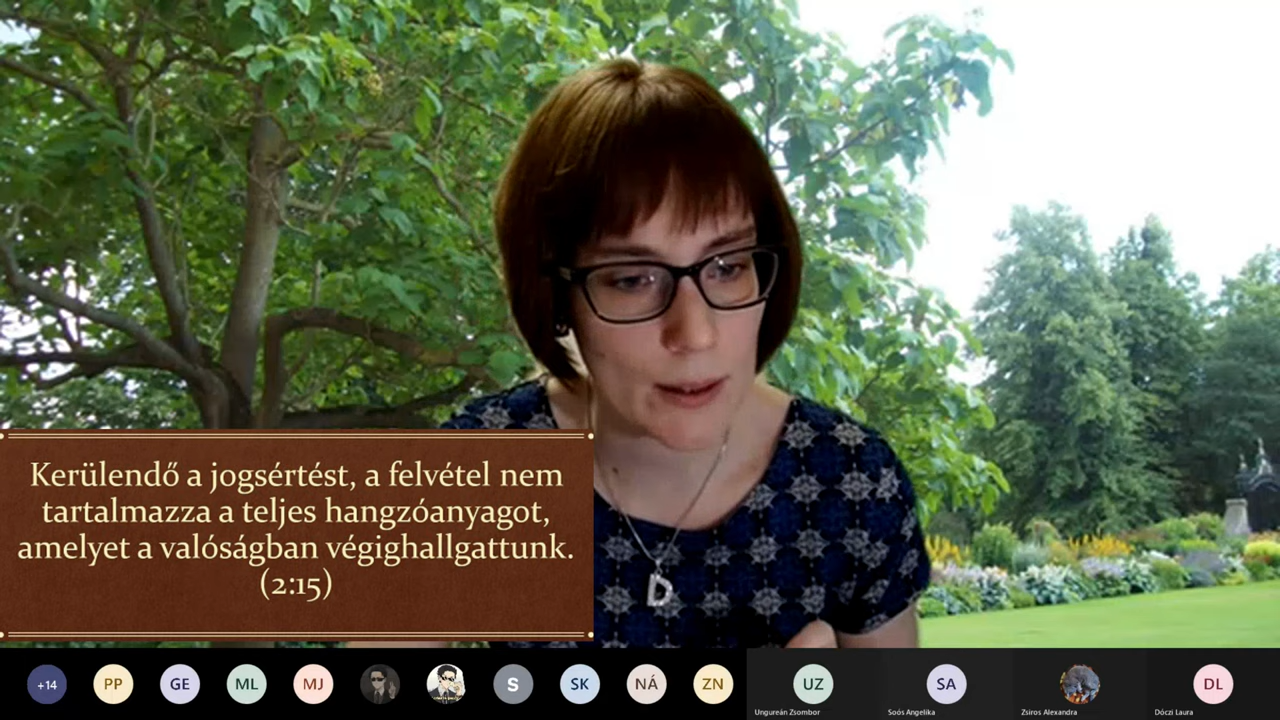 Kerülendő a jogsértést, a felvétel nem
tartalmazza a teljes hangzóanyagot,
amelyet a valóságban végighallgattunk.
(2:15)
D
+14
PP
GE
ML
MJ
S
SK
NÁ
ZN
UZ
SA
DL
Ungureán Zsombor
Soós Angelika
Zsiros Alexandra
Dóczi Laura